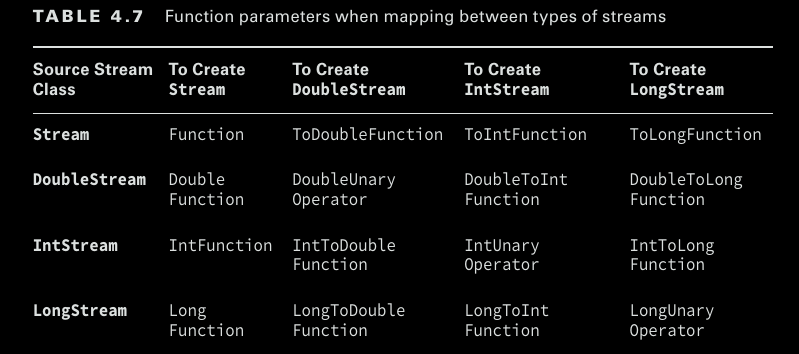 TABLE 4.7 Function parameters when mapping between types of streams
Source Stream To Create To Create To Create To Create
Class Stream DoubleStream IntStream LongStream
Stream Function ToDoubleFunction ToIntFunction ToLongFunction
DoubleStream Double DoubleUnary DoubleToInt DoubleToLong
Function Operator Function Function
IntStream IntFunction IntToDouble IntUnary IntToLong
Function Operator Function
LongStream Long LongToDouble LongToInt LongUnary
Function Function Function Operator